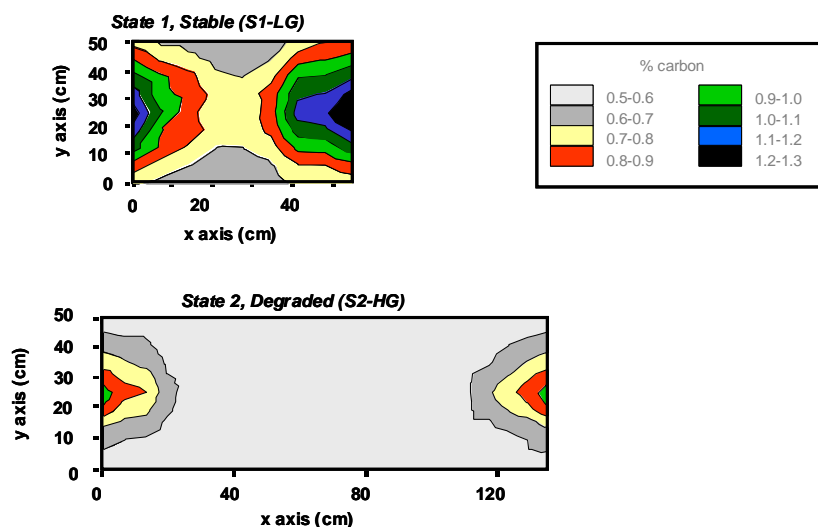 State 1, Stable (S1-LG)
50
40
30
20
10
0
y axis (cm)
0 20 40
x axis (cm)
% carbon
0.5-0.6 0.9-1.0
0.6-0.7 1.0-1.1
0.7-0.8 1.1-1.2
0.8-0.9 1.2-1.3
State 2, Degraded (S2-HG)
50
40
30
20
10
0
y axis (cm)
0 40 80 120
x axis (cm)